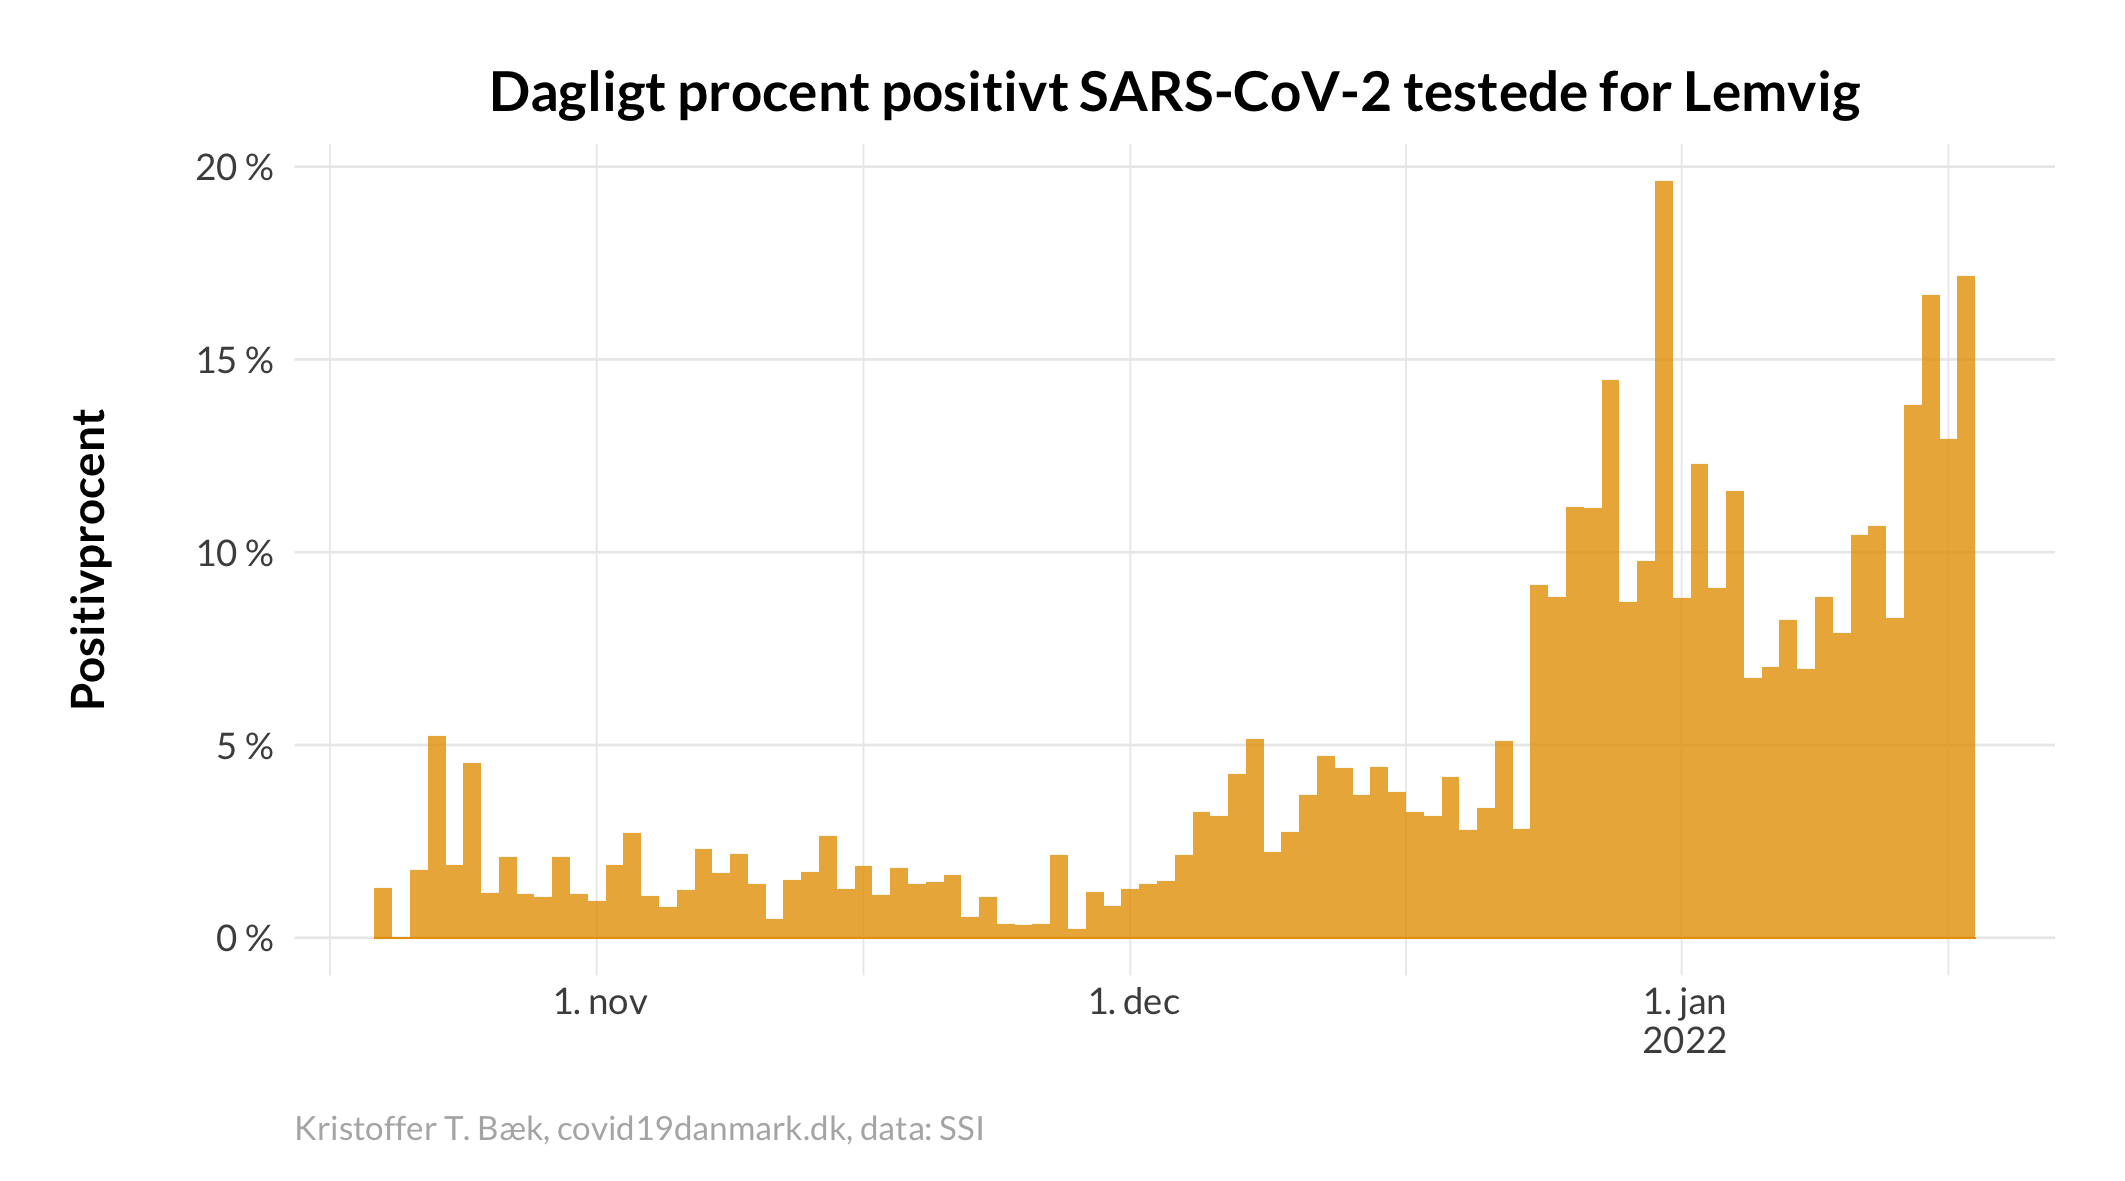 Dagligt procent positivt SARS-CoV-2 testede for Lemvig
Positivprocent
20 %
15 %
10 %
5 %
0 %
1. nov
1. dec
1. jan
2022
Kristoffer T. Bæk, covid19danmark.dk, data: SSI